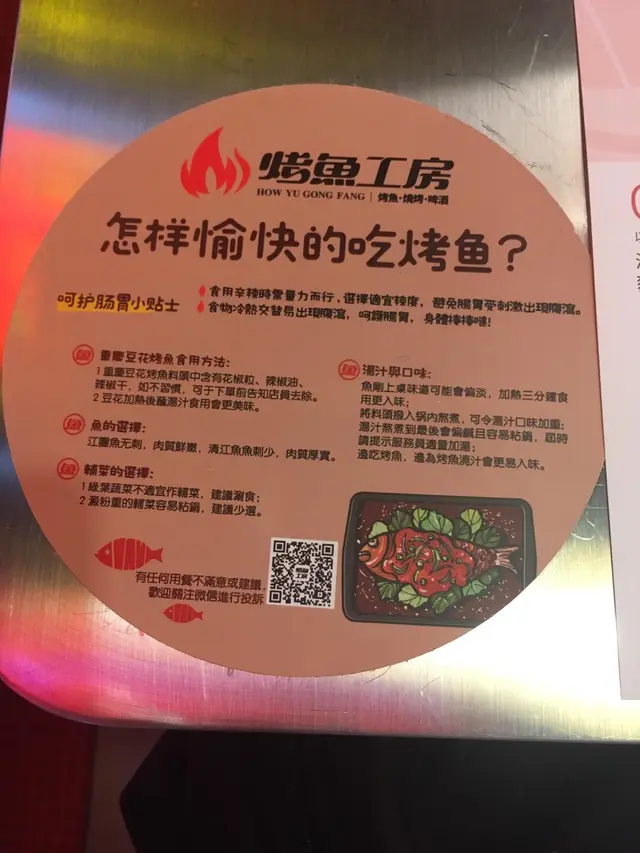 烤魚工房
HOW YU GONG FANG | 烤魚·燒烤·啤酒
怎样愉快的吃烤鱼？
呵护肠胃小贴士
食用辛辣時需量力而行，選擇適宜辣度，避免腸胃受刺激出現腹瀉。
食物冷熱交替易出現腹瀉，呵護腸胃，身體棒棒噠！
魚 重慶豆花烤魚食用方法：
1 重慶豆花烤魚料頭中含有花椒粒、辣椒油、
辣椒干，如不習慣，可于下單前告知店員去除。
2 豆花加熱後蘸湯汁食用會更美味。
魚 魚的選擇：
江團魚无刺，肉質鮮嫩，清江魚魚刺少，肉質厚實。
魚 輔菜的選擇：
1 綠葉蔬菜不適宜作輔菜，建議涮食；
2 澱粉重的輔菜容易粘鍋，建議少選。
魚 湯汁與口味：
魚剛上桌味道可能會偏淡，加熱三分鐘食
用更入味；
將料頭撥入锅内熬煮，可令湯汁口味加重；
湯汁熬煮到最後會偏鹹且容易粘鍋，屆時
請提示服務員適量加湯；
邊吃烤魚，邊為烤魚澆汁會更易入味。
有任何用餐不滿意或建議，
歡迎關注微信進行投訴